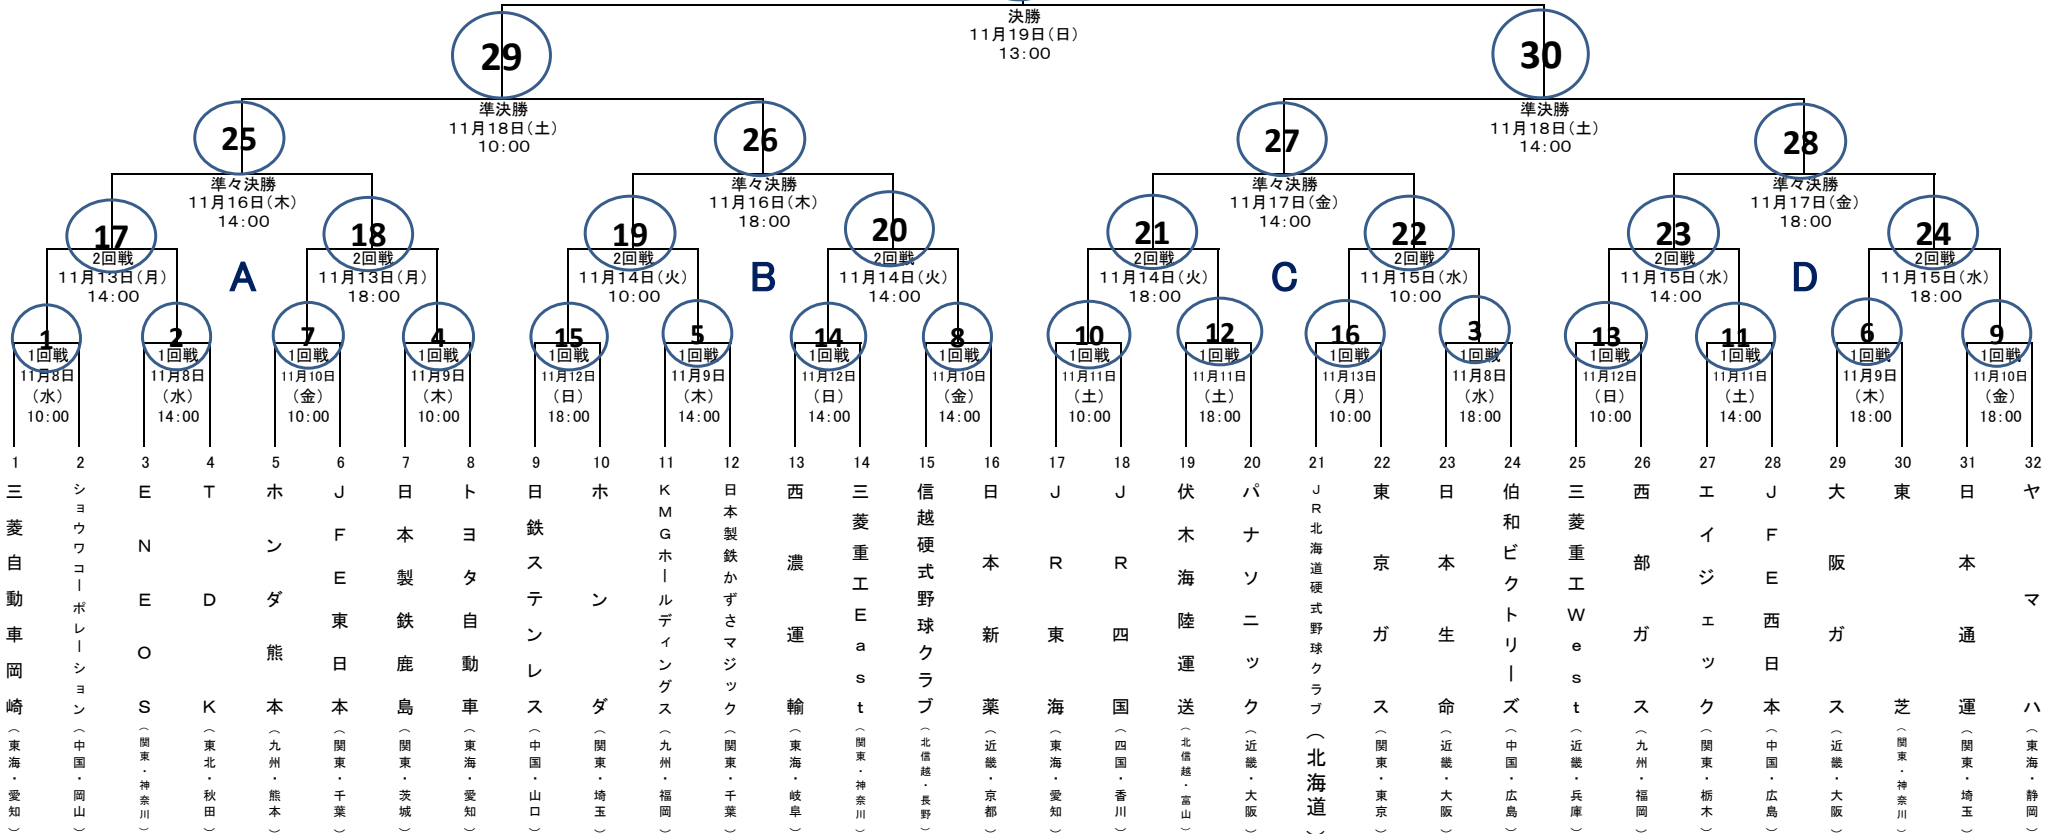 決勝
11月19日(日)
13:00
29
30
準決勝
11月18日(土)
10:00
準決勝
11月18日(土)
14:00
25
26
27
28
準々決勝
11月16日(木)
14:00
準々決勝
11月16日(木)
18:00
準々決勝
11月17日(金)
14:00
準々決勝
11月17日(金)
18:00
17
2回戦
11月13日(月)
14:00
A
18
2回戦
11月13日(月)
18:00
19
2回戦
11月14日(火)
10:00
B
20
2回戦
11月14日(火)
14:00
21
2回戦
11月14日(火)
18:00
C
22
2回戦
11月15日(水)
10:00
23
2回戦
11月15日(水)
14:00
D
24
2回戦
11月15日(水)
18:00
1
1回戦
11月8日
(水)
10:00
2
1回戦
11月8日
(水)
14:00
7
1回戦
11月10日
(金)
10:00
4
1回戦
11月9日
(木)
10:00
15
1回戦
11月12日
(日)
18:00
5
1回戦
11月9日
(木)
14:00
14
1回戦
11月12日
(日)
14:00
8
1回戦
11月10日
(金)
14:00
10
1回戦
11月11日
(土)
10:00
12
1回戦
11月11日
(土)
18:00
16
1回戦
11月13日
(月)
10:00
3
1回戦
11月8日
(水)
18:00
13
1回戦
11月12日
(日)
10:00
11
1回戦
11月11日
(土)
14:00
6
1回戦
11月9日
(木)
18:00
9
1回戦
11月10日
(金)
18:00
1
三菱自動車岡崎(東海・愛知)
2
ショウワコーポレーション(中国・岡山)
3
ENEOS(関東・神奈川)
4
TDK(東北・秋田)
5
ホンダ熊本(九州・熊本)
6
JFE東日本(関東・千葉)
7
日本製鉄鹿島(関東・茨城)
8
トヨタ自動車(東海・愛知)
9
日鉄ステンレス(中国・山口)
10
ホンダ(関東・埼玉)
11
KMGホールディングス(九州・福岡)
12
日本製鉄かずさマジック(関東・千葉)
13
西濃運輸(東海・岐阜)
14
三菱重工East(関東・神奈川)
15
信越硬式野球クラブ(北信越・長野)
16
日本新薬(近畿・京都)
17
JR東海(東海・愛知)
18
JR四国(四国・香川)
19
伏木海陸運送(北信越・富山)
20
パナソニック(近畿・大阪)
21
JR北海道硬式野球クラブ(北海道)
22
東京ガス(関東・東京)
23
日本生命(近畿・大阪)
24
伯和ビクトリーズ(中国・広島)
25
三菱重工West(近畿・兵庫)
26
西部ガス(九州・福岡)
27
エイジェック(関東・栃木)
28
JFE西日本(中国・広島)
29
大阪ガス(近畿・大阪)
30
東芝(関東・神奈川)
31
日本通運(関東・埼玉)
32
ヤマハ(東海・静岡)